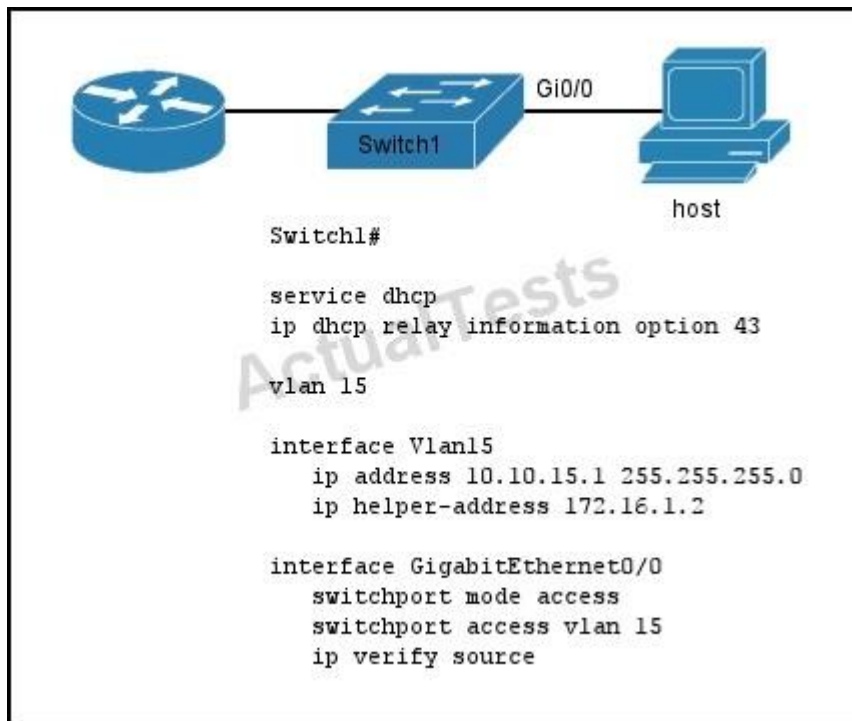 Gi0/0
Switch1
host
Switch1#
service dhcp
ip dhcp relay information option 43
ActualTests
vlan 15
interface Vlan15
ip address 10.10.15.1 255.255.255.0
ip helper-address 172.16.1.2
interface GigabitEthernet0/0
switchport mode access
switchport access vlan 15
ip verify source